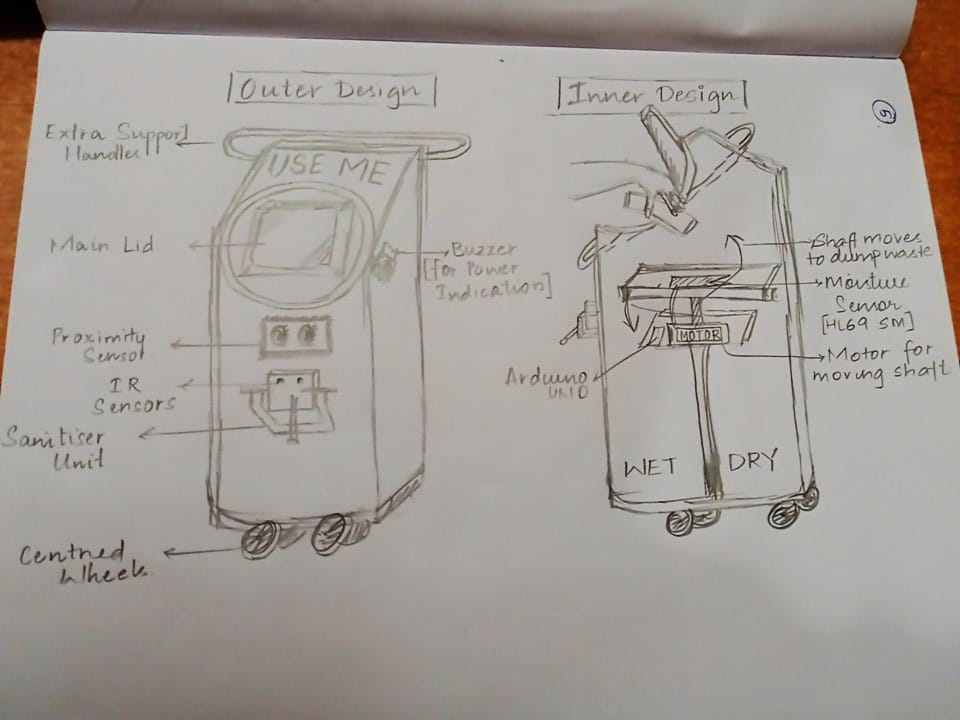 Outer Design
Extra Support
Handles
USE ME
Main Lid
Buzzer
[for Power
Indication]
Proximity
Sensor
IR
Sensors
Sanitiser
Unit
Centred
Wheels
Inner Design
5
Shaft moves
to dump waste
Moisture
Sensor
[HL69 SM]
MOTOR
Motor for
moving shaft
Arduino
UNO
WET
DRY